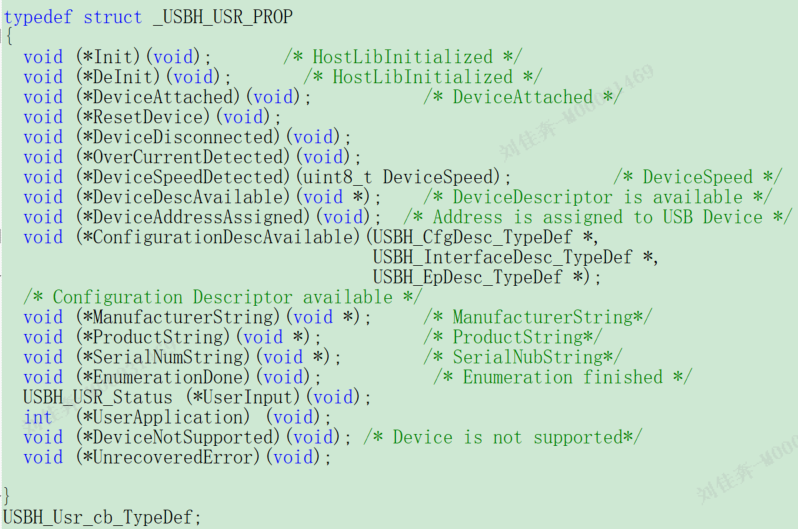 typedef struct _USBH_USR_PROP
{
  void (*Init)(void);       /* HostLibInitialized */
  void (*DeInit)(void);       /* HostLibInitialized */
  void (*DeviceAttached)(void);           /* DeviceAttached */
  void (*ResetDevice)(void);
  void (*DeviceDisconnected)(void);
  void (*OverCurrentDetected)(void);
  void (*DeviceSpeedDetected)(uint8_t DeviceSpeed);          /* DeviceSpeed */
  void (*DeviceDescAvailable)(void *);    /* DeviceDescriptor is available */
  void (*DeviceAddressAssigned)(void);  /* Address is assigned to USB Device */
  void (*ConfigurationDescAvailable)(USBH_CfgDesc_TypeDef *,
                                     USBH_InterfaceDesc_TypeDef *,
                                     USBH_EpDesc_TypeDef *);
  /* Configuration Descriptor available */
  void (*ManufacturerString)(void *);     /* ManufacturerString*/
  void (*ProductString)(void *);          /* ProductString*/
  void (*SerialNumString)(void *);        /* SerialNubString*/
  void (*EnumerationDone)(void);           /* Enumeration finished */
  USBH_USR_Status (*UserInput)(void);
  int  (*UserApplication) (void);
  void (*DeviceNotSupported)(void); /* Device is not supported*/
  void (*UnrecoveredError)(void);
}
USBH_Usr_cb_TypeDef;